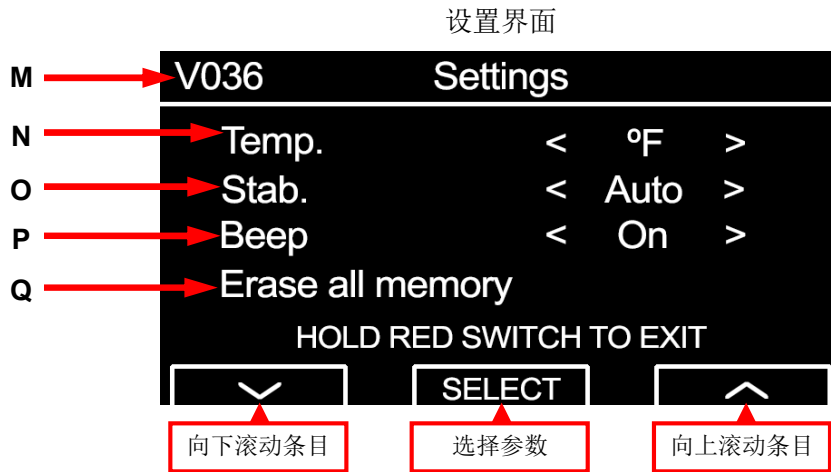 设置界面
M V036 Settings
N Temp. < ºF >
O Stab. < Auto >
P Beep < On >
Q Erase all memory
HOLD RED SWITCH TO EXIT
SELECT
向下滚动条目 选择参数 向上滚动条目